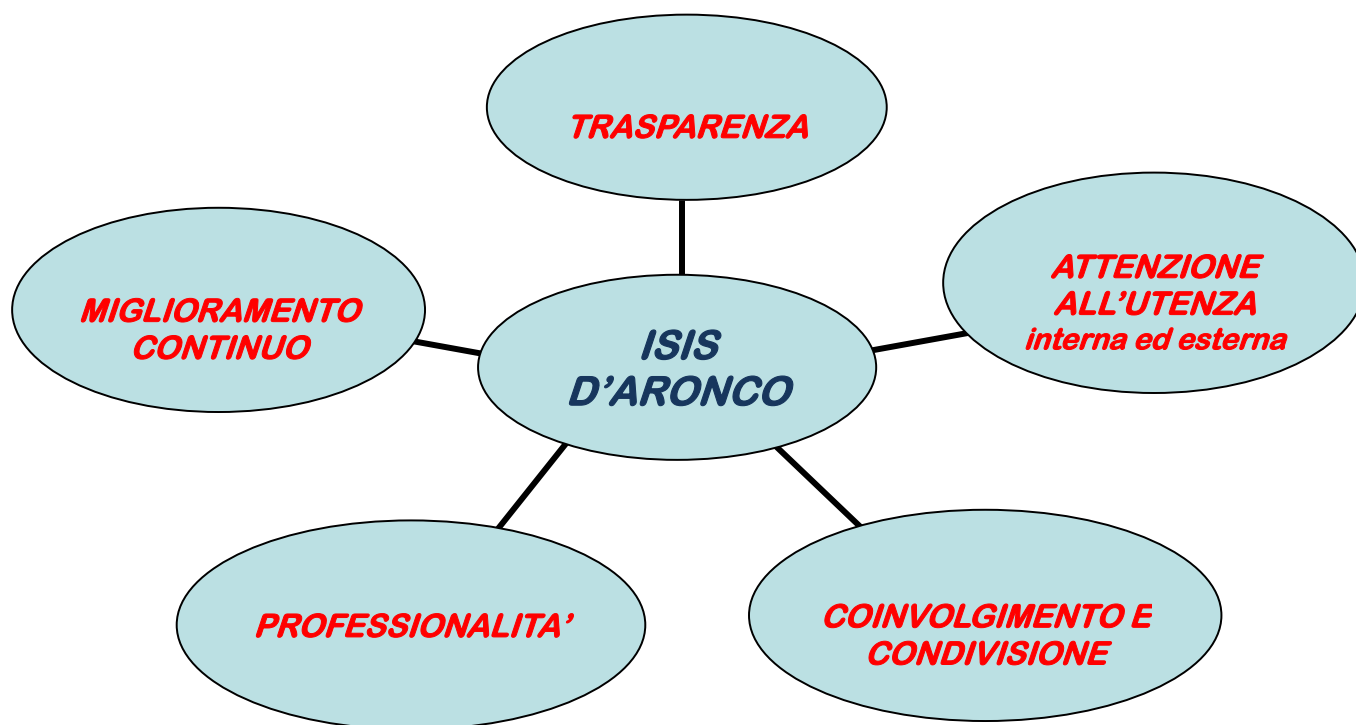 TRASPARENZA
ATTENZIONE
ALL’UTENZA
interna ed esterna
MIGLIORAMENTO
CONTINUO
ISIS
D’ARONCO
PROFESSIONALITA’
COINVOLGIMENTO E
CONDIVISIONE